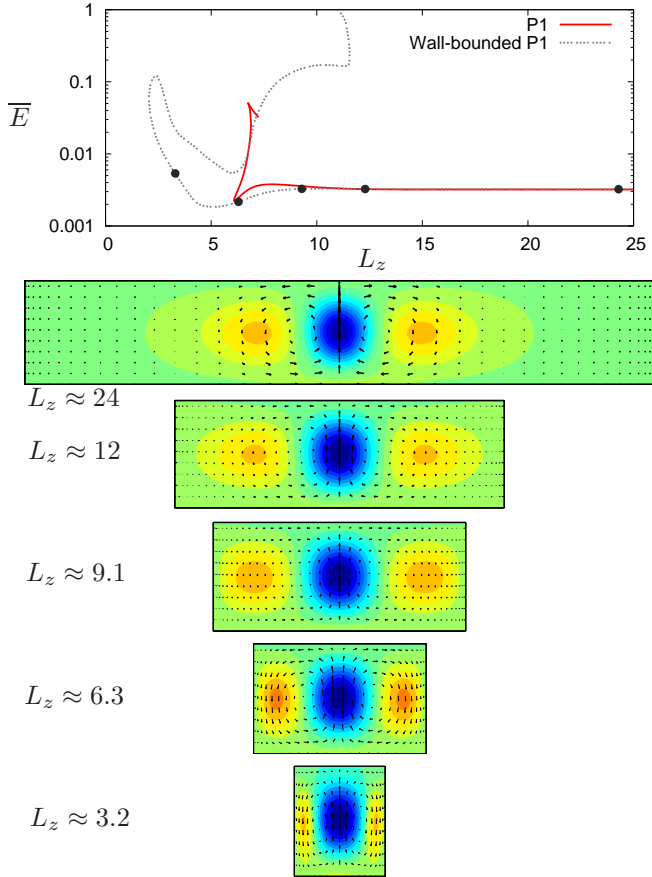 1
P1
Wall-bounded P1
0.1
E
0.01
0.001
0 5 10 15 20 25
L_z
L_z ≈ 24
L_z ≈ 12
L_z ≈ 9.1
L_z ≈ 6.3
L_z ≈ 3.2